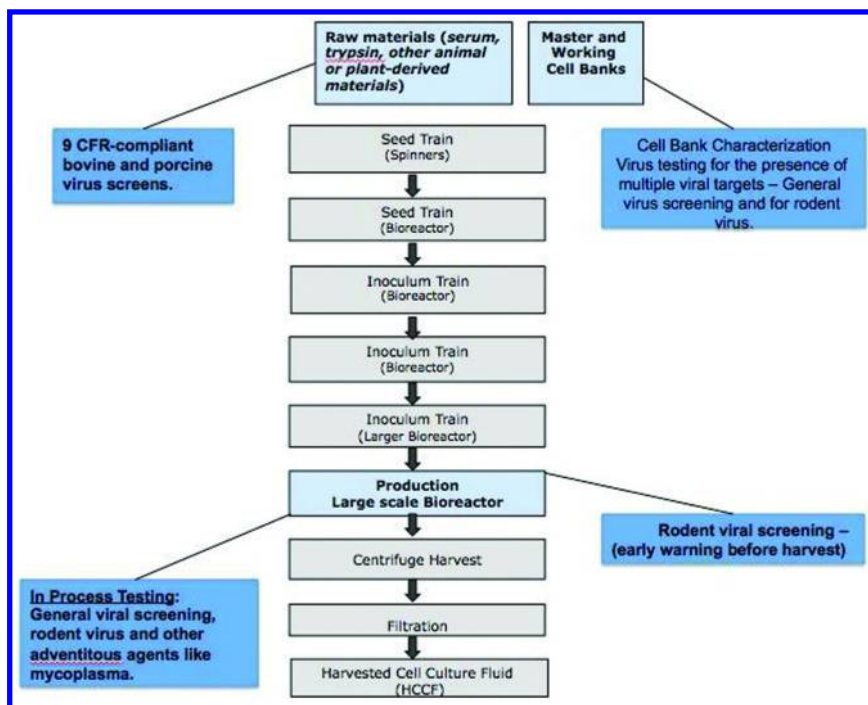 Raw materials (serum,
trypsin, other animal
or plant-derived
materials)
Master and
Working
Cell Banks
9 CFR-compliant
bovine and porcine
virus screens.
Cell Bank Characterization
Virus testing for the presence of
multiple viral targets – General
virus screening and for rodent
virus.
Seed Train
(Spinners)
Seed Train
(Bioreactor)
Inoculum Train
(Bioreactor)
Inoculum Train
(Bioreactor)
Inoculum Train
(Larger Bioreactor)
Production
Large scale Bioreactor
Rodent viral screening –
(early warning before harvest)
In Process Testing:
General viral screening,
rodent virus and other
adventitous agents like
mycoplasma.
Centrifuge Harvest
Filtration
Harvested Cell Culture Fluid
(HCCF)